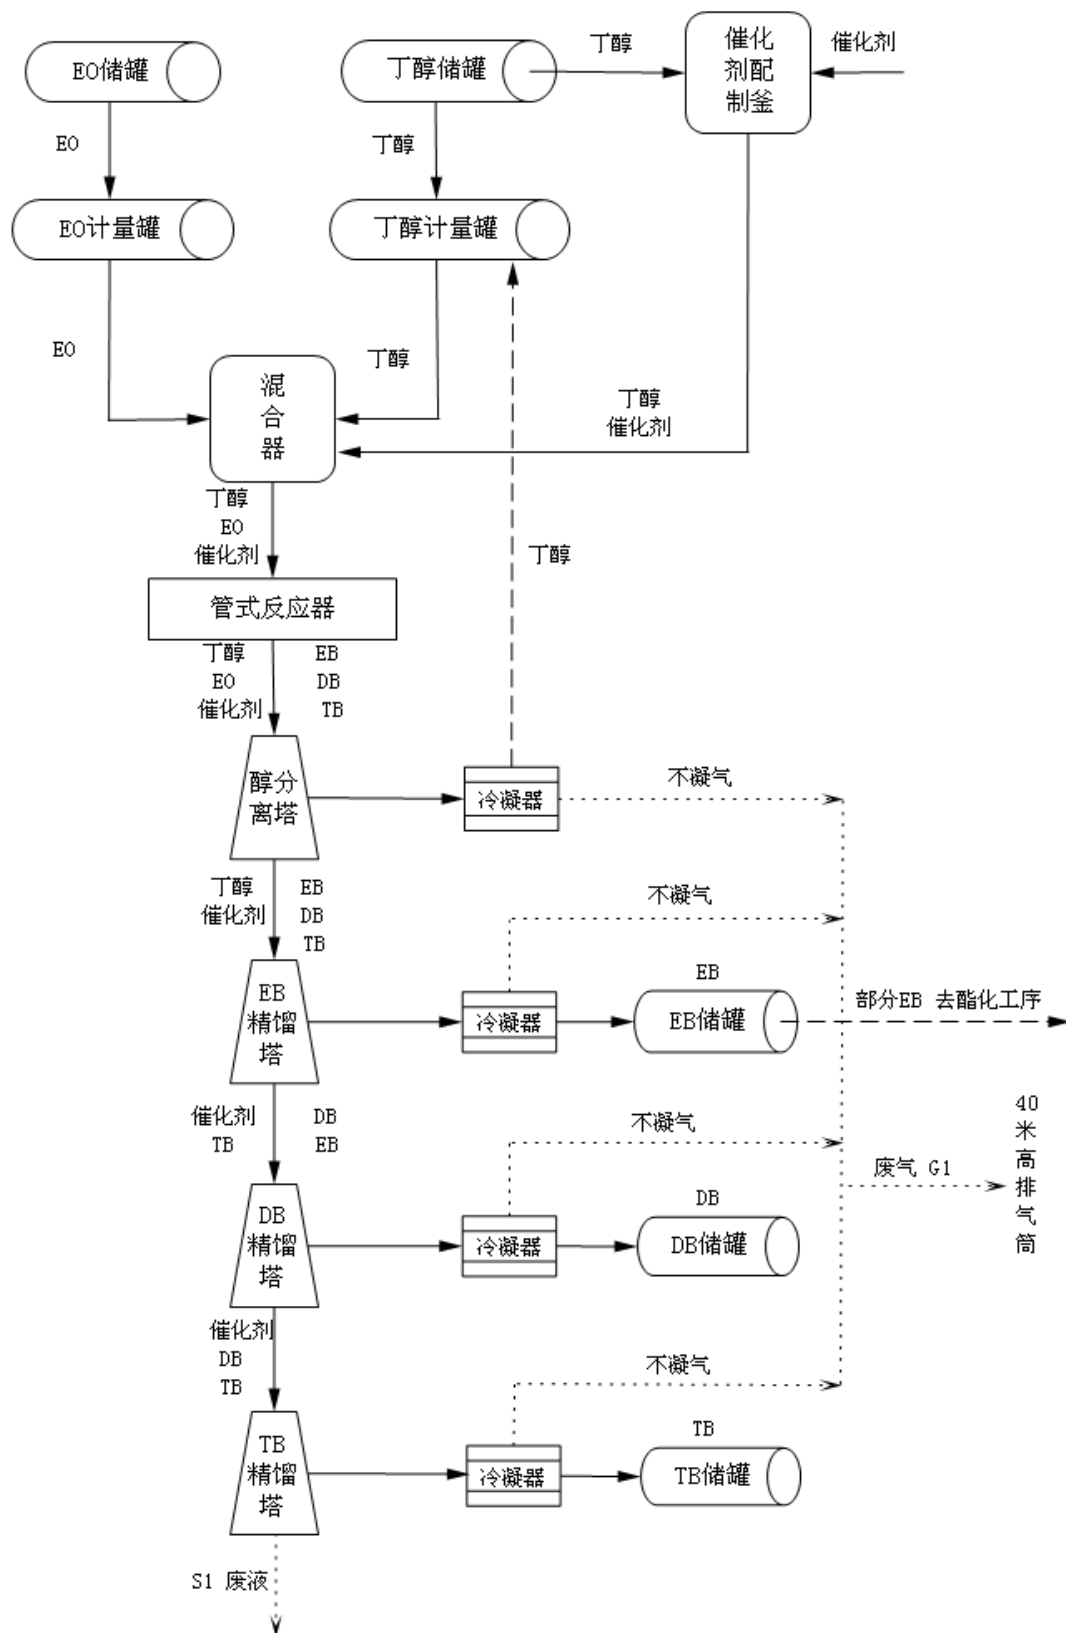 EO储罐
丁醇储罐
丁醇
催化
剂配
制釜
催化剂
EO
丁醇
EO计量罐
丁醇计量罐
EO
丁醇
混
合
器
丁醇
催化剂
丁醇
EO
催化剂
丁醇
管式反应器
丁醇
EO
催化剂
EB
DB
TB
醇分
离塔
冷凝器
不凝气
丁醇
催化剂
EB
DB
TB
不凝气
EB
精馏
塔
冷凝器
EB
EB储罐
部分EB 去酯化工序
催化剂
TB
DB
EB
不凝气
废气 G1
40
米
高
排
气
筒
DB
精馏
塔
冷凝器
DB
DB储罐
催化剂
DB
TB
不凝气
TB
精馏
塔
冷凝器
TB
TB储罐
S1 废液